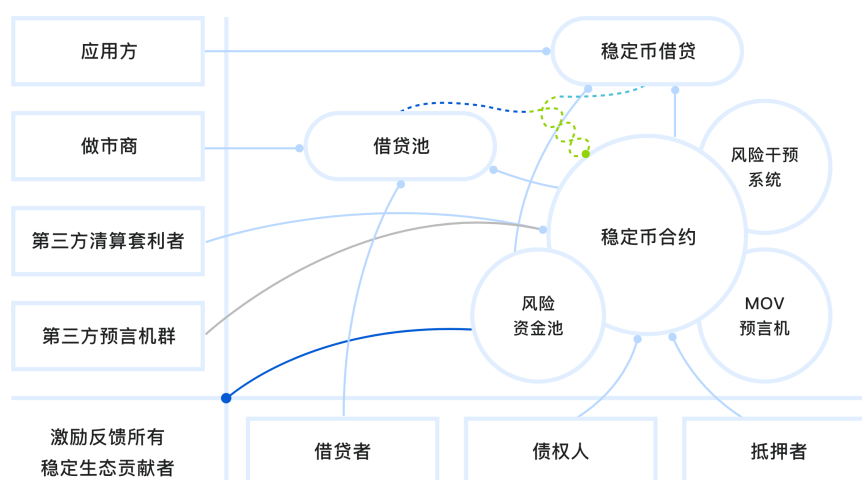 应用方
稳定币借贷
做市商
借贷池
风险干预
系统
第三方清算套利者
稳定币合约
第三方预言机群
风险
资金池
MOV
预言机
激励反馈所有
稳定生态贡献者
借贷者
债权人
抵押者